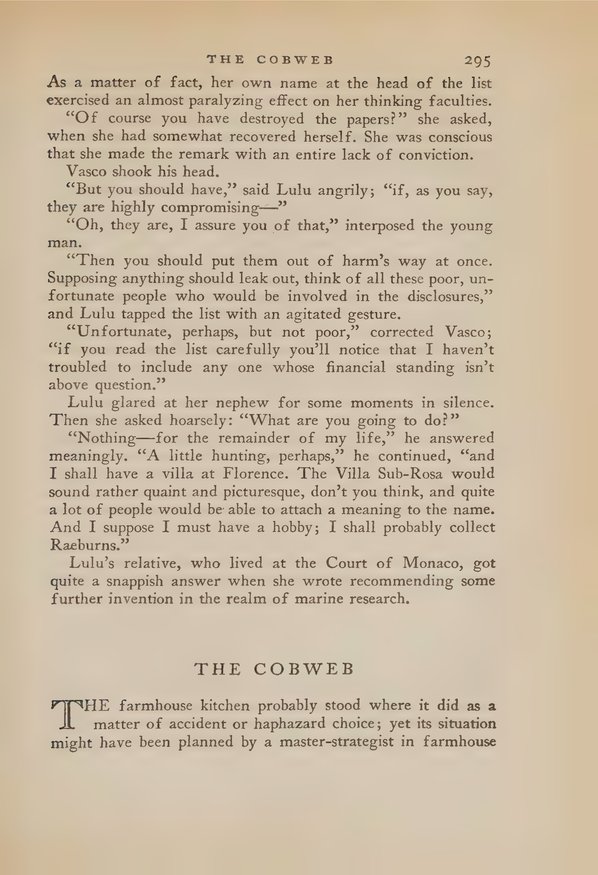 THE COBWEB 295
As a matter of fact, her own name at the head of the list
exercised an almost paralyzing effect on her thinking faculties.
“Of course you have destroyed the papers?” she asked,
when she had somewhat recovered herself. She was conscious
that she made the remark with an entire lack of conviction.
Vasco shook his head.
“But you should have,” said Lulu angrily; “if, as you say,
they are highly compromising—”
“Oh, they are, I assure you of that,” interposed the young
man.
“Then you should put them out of harm’s way at once.
Supposing anything should leak out, think of all these poor, un-
fortunate people who would be involved in the disclosures,”
and Lulu tapped the list with an agitated gesture.
“Unfortunate, perhaps, but not poor,” corrected Vasco;
“if you read the list carefully you’ll notice that I haven’t
troubled to include any one whose financial standing isn’t
above question.”
Lulu glared at her nephew for some moments in silence.
Then she asked hoarsely: “What are you going to do?”
“Nothing—for the remainder of my life,” he answered
meaningly. “A little hunting, perhaps,” he continued, “and
I shall have a villa at Florence. The Villa Sub-Rosa would
sound rather quaint and picturesque, don’t you think, and quite
a lot of people would be able to attach a meaning to the name.
And I suppose I must have a hobby; I shall probably collect
Raeburns.”
Lulu’s relative, who lived at the Court of Monaco, got
quite a snappish answer when she wrote recommending some
further invention in the realm of marine research.
THE COBWEB
THE farmhouse kitchen probably stood where it did as a
matter of accident or haphazard choice; yet its situation
might have been planned by a master-strategist in farmhouse